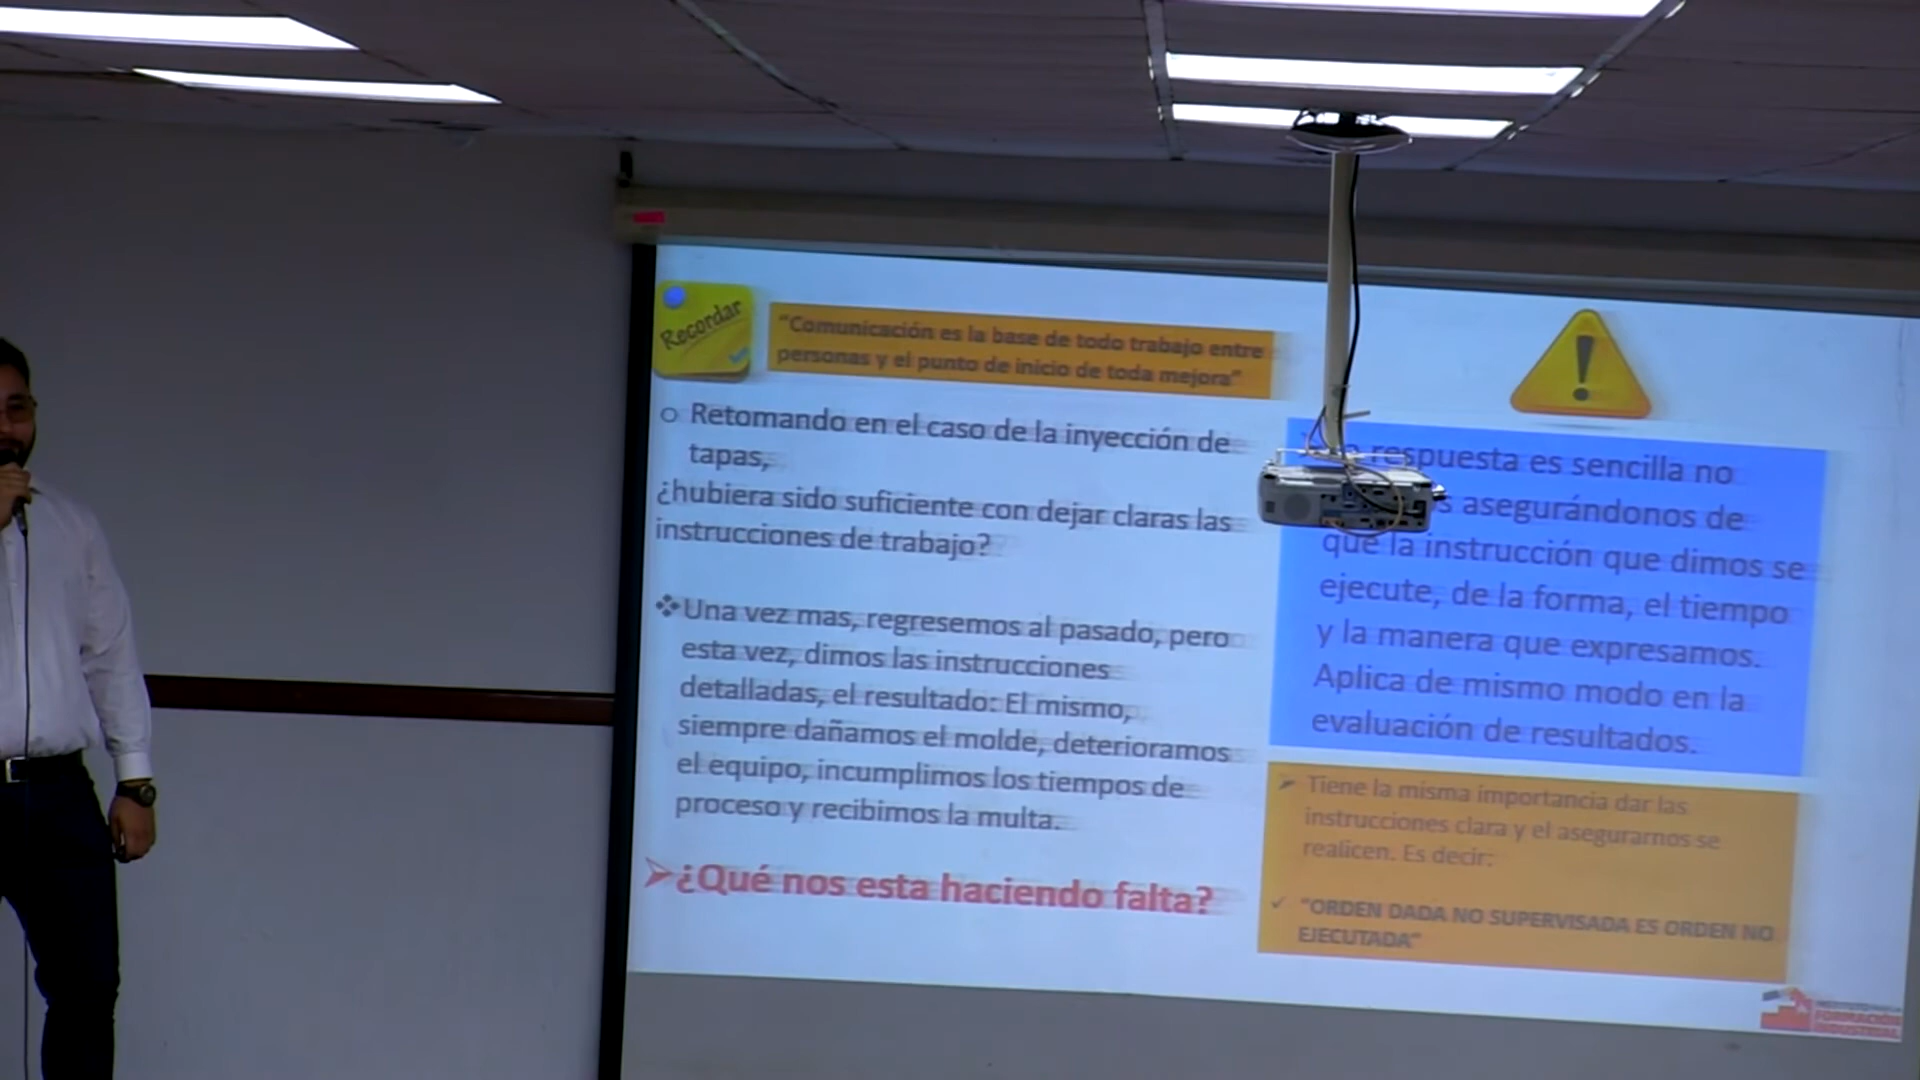 Recordar
"Comunicación es la base de todo trabajo entre
personas y el punto de inicio de toda mejora"
o Retomando en el caso de la inyección de
tapas,
¿hubiera sido suficiente con dejar claras las
instrucciones de trabajo?
❖ Una vez mas, regresemos al pasado, pero
esta vez, dimos las instrucciones
detalladas, el resultado: El mismo,
siempre dañamos el molde, deterioramos
el equipo, incumplimos los tiempos de
proceso y recibimos la multa.
➢ ¿Qué nos esta haciendo falta?
respuesta es sencilla no
asegurándonos de
que la instrucción que dimos se
ejecute, de la forma, el tiempo
y la manera que expresamos.
Aplica de mismo modo en la
evaluación de resultados.
➢ Tiene la misma importancia dar las
instrucciones clara y el asegurarnos se
realicen. Es decir:
✓ "ORDEN DADA NO SUPERVISADA ES ORDEN NO
EJECUTADA"
FORMACIÓN
INDUSTRIAL